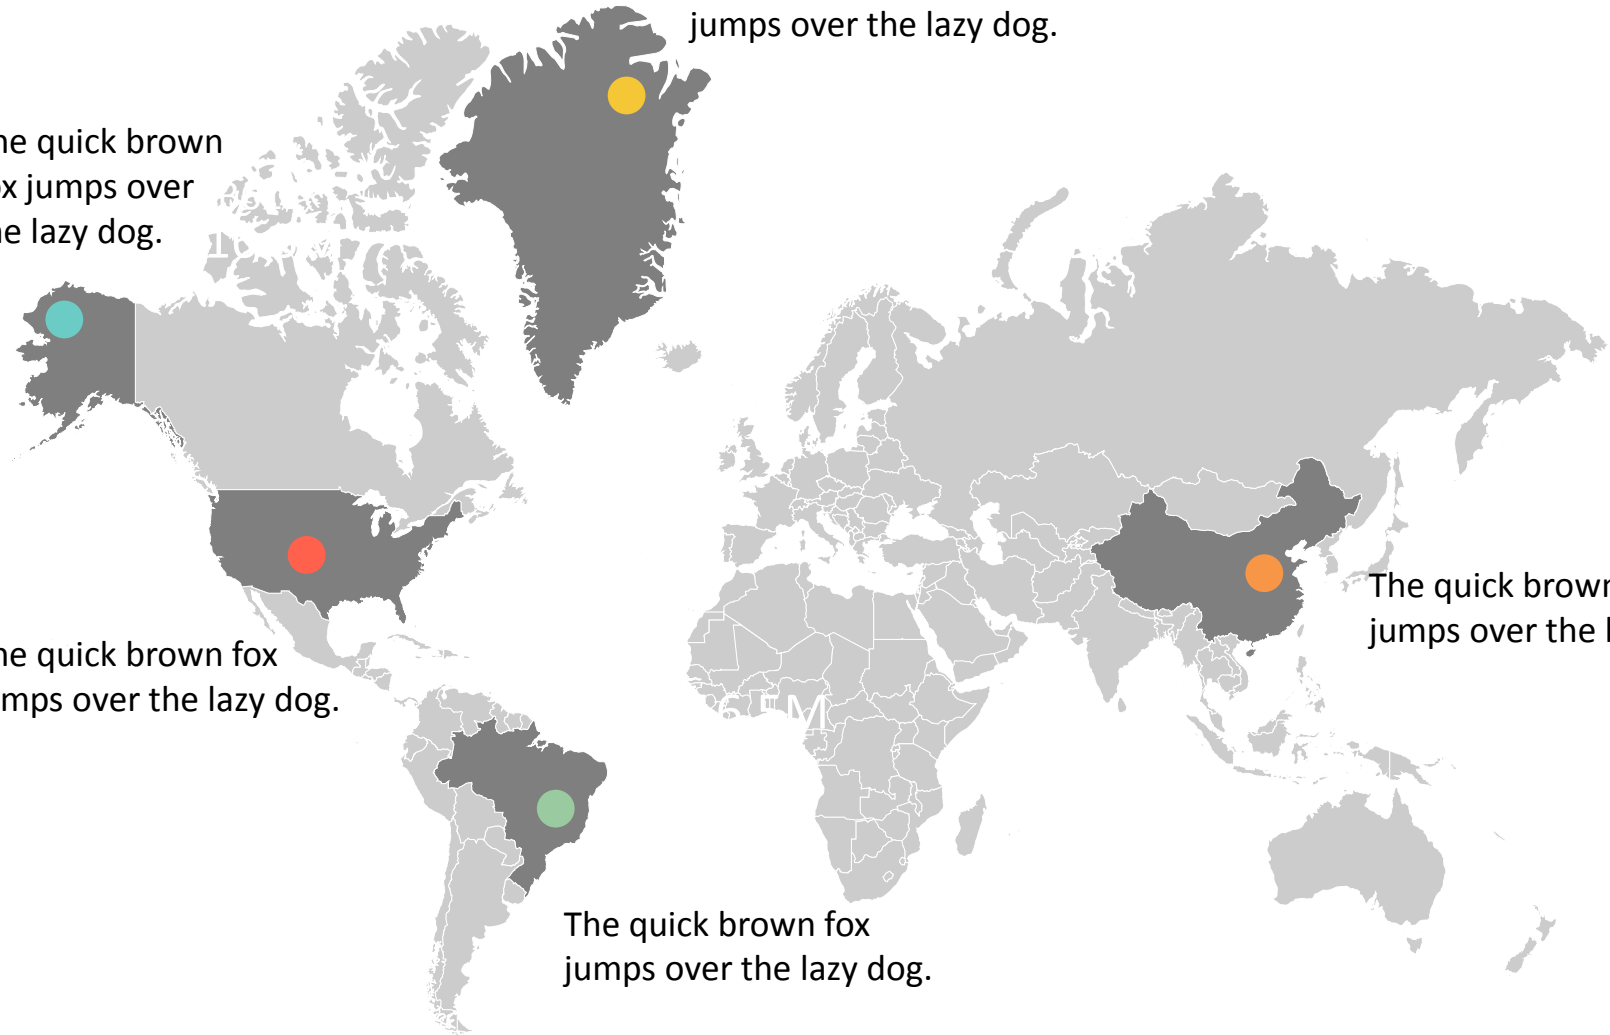 jumps over the lazy dog.
he quick brown
x jumps over
he lazy dog.
he quick brown fox
mps over the lazy dog.
The quick brown
jumps over the l
The quick brown fox
jumps over the lazy dog.